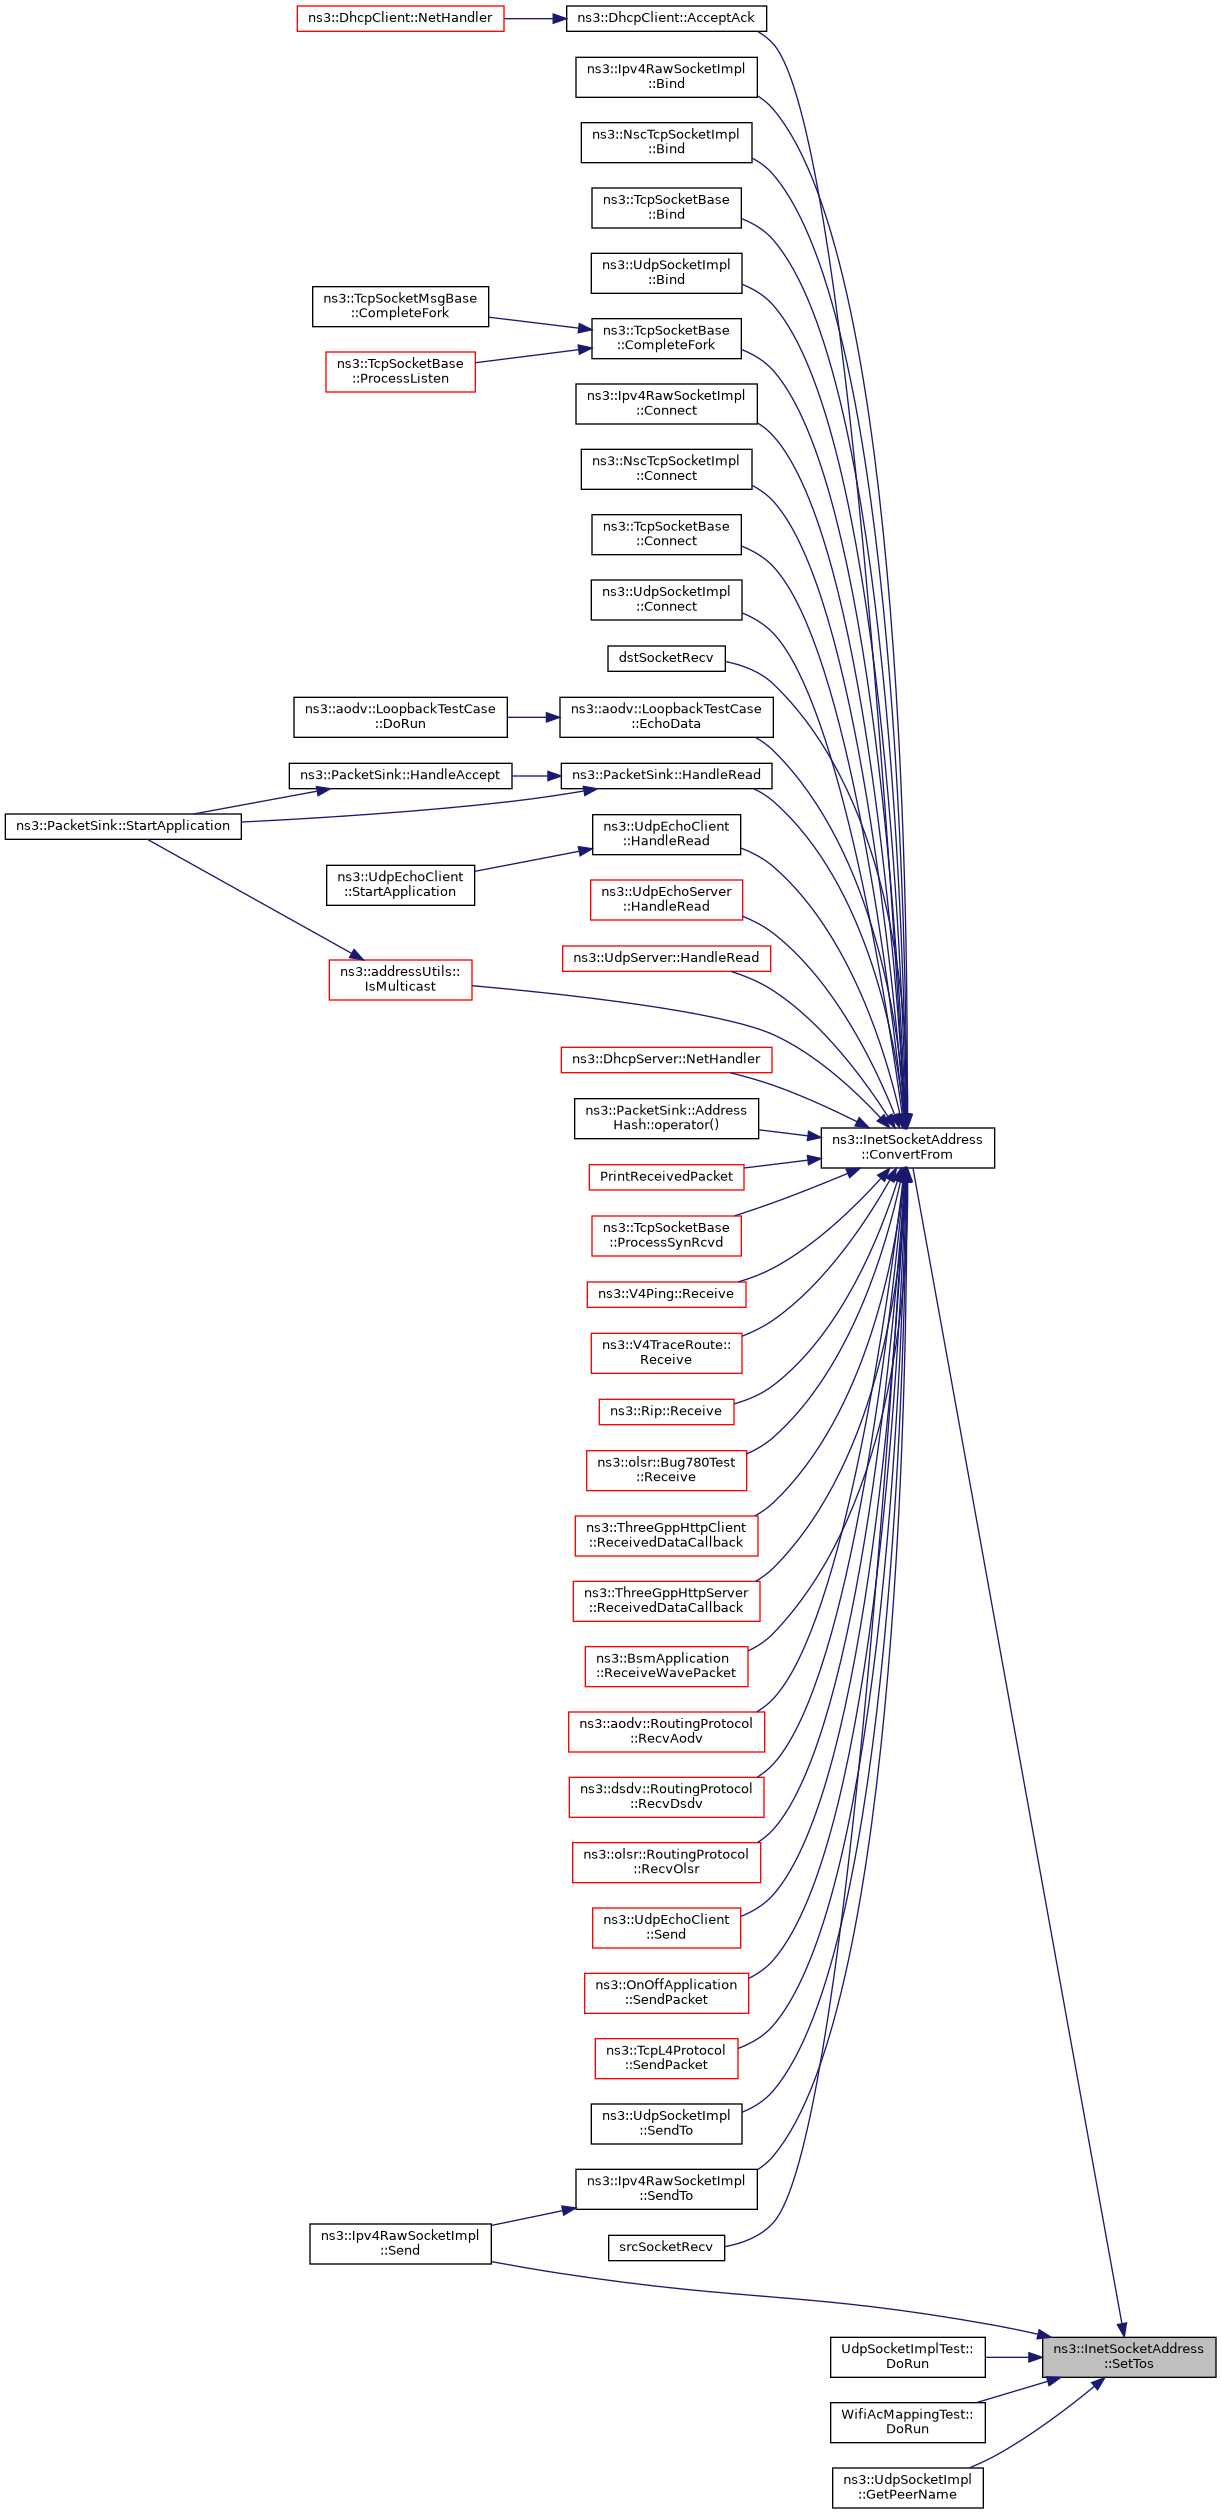 ns3::DhcpClient::NetHandler
ns3::DhcpClient::AcceptAck
ns3::Ipv4RawSocketImpl
::Bind
ns3::NscTcpSocketImpl
::Bind
ns3::TcpSocketBase
::Bind
ns3::UdpSocketImpl
::Bind
ns3::TcpSocketMsgBase
::CompleteFork
ns3::TcpSocketBase
::CompleteFork
ns3::TcpSocketBase
::ProcessListen
ns3::Ipv4RawSocketImpl
::Connect
ns3::NscTcpSocketImpl
::Connect
ns3::TcpSocketBase
::Connect
ns3::UdpSocketImpl
::Connect
dstSocketRecv
ns3::aodv::LoopbackTestCase
::DoRun
ns3::aodv::LoopbackTestCase
::EchoData
ns3::PacketSink::HandleAccept
ns3::PacketSink::HandleRead
ns3::PacketSink::StartApplication
ns3::UdpEchoClient
::HandleRead
ns3::UdpEchoClient
::StartApplication
ns3::UdpEchoServer
::HandleRead
ns3::UdpServer::HandleRead
ns3::addressUtils::
IsMulticast
ns3::DhcpServer::NetHandler
ns3::PacketSink::Address
Hash::operator()
ns3::InetSocketAddress
::ConvertFrom
PrintReceivedPacket
ns3::TcpSocketBase
::ProcessSynRcvd
ns3::V4Ping::Receive
ns3::V4TraceRoute::
Receive
ns3::Rip::Receive
ns3::olsr::Bug780Test
::Receive
ns3::ThreeGppHttpClient
::ReceivedDataCallback
ns3::ThreeGppHttpServer
::ReceivedDataCallback
ns3::BsmApplication
::ReceiveWavePacket
ns3::aodv::RoutingProtocol
::RecvAodv
ns3::dsdv::RoutingProtocol
::RecvDsdv
ns3::olsr::RoutingProtocol
::RecvOlsr
ns3::UdpEchoClient
::Send
ns3::OnOffApplication
::SendPacket
ns3::TcpL4Protocol
::SendPacket
ns3::UdpSocketImpl
::SendTo
ns3::Ipv4RawSocketImpl
::SendTo
ns3::Ipv4RawSocketImpl
::Send
srcSocketRecv
UdpSocketImplTest::
DoRun
ns3::InetSocketAddress
::SetTos
WifiAcMappingTest::
DoRun
ns3::UdpSocketImpl
::GetPeerName